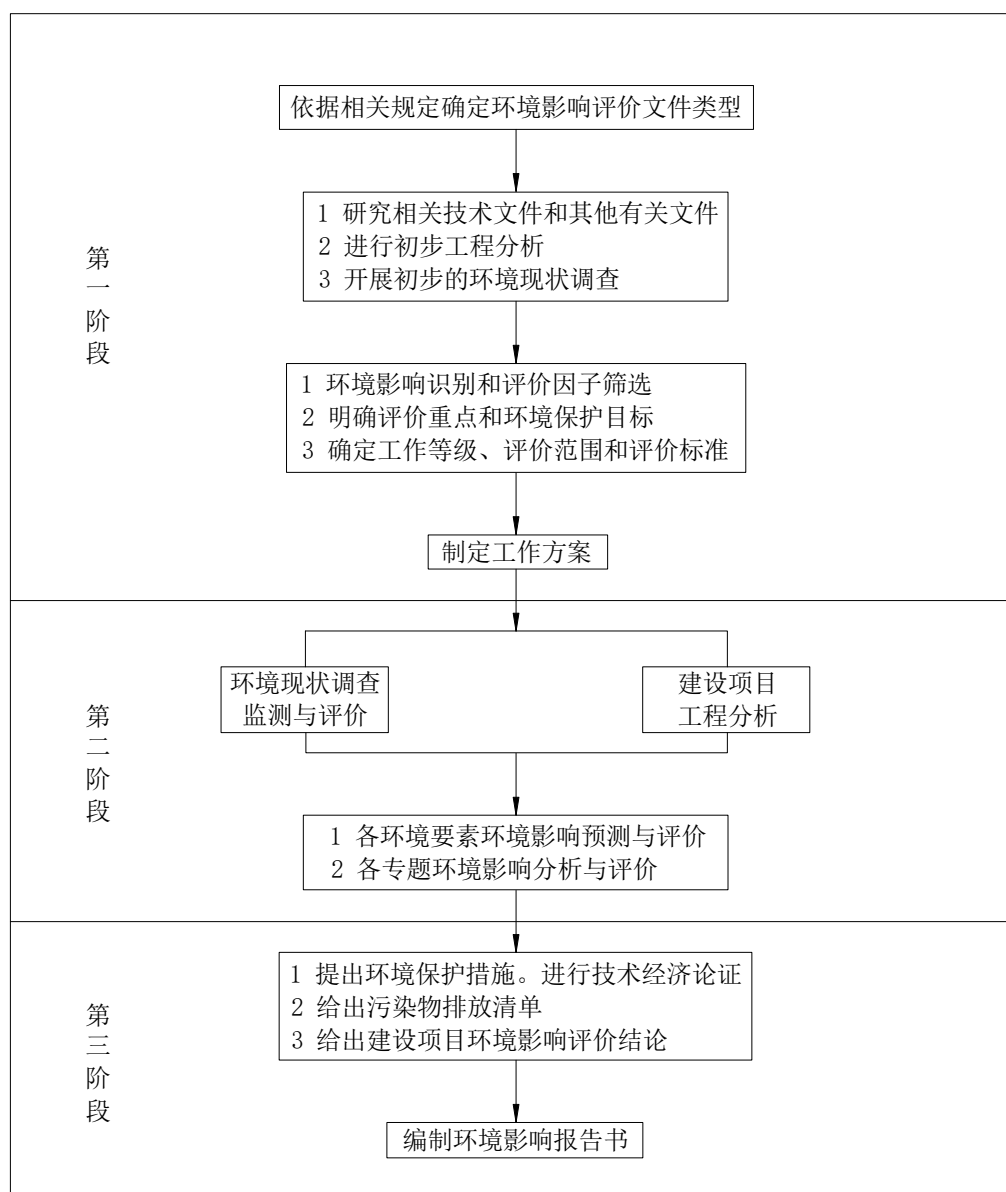 第一阶段
依据相关规定确定环境影响评价文件类型
1 研究相关技术文件和其他有关文件
2 进行初步工程分析
3 开展初步的环境现状调查
1 环境影响识别和评价因子筛选
2 明确评价重点和环境保护目标
3 确定工作等级、评价范围和评价标准
制定工作方案
第二阶段
环境现状调查
监测与评价
建设项目
工程分析
1 各环境要素环境影响预测与评价
2 各专题环境影响分析与评价
第三阶段
1 提出环境保护措施。进行技术经济论证
2 给出污染物排放清单
3 给出建设项目环境影响评价结论
编制环境影响报告书